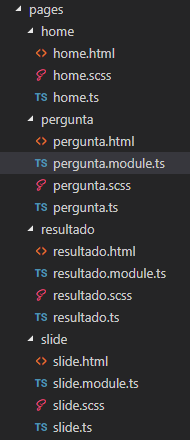 pages
home
home.html
home.scss
TS home.ts
pergunta
pergunta.html
TS pergunta.module.ts
pergunta.scss
TS pergunta.ts
resultado
resultado.html
TS resultado.module.ts
resultado.scss
TS resultado.ts
slide
slide.html
TS slide.module.ts
slide.scss
TS slide.ts